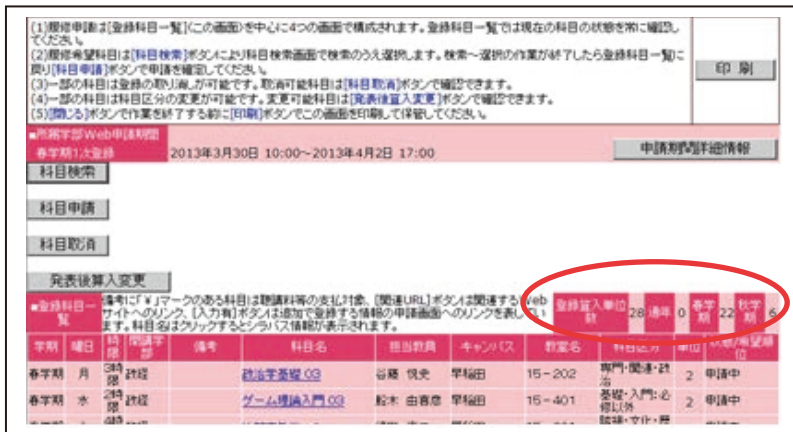 (1)履修申請は[登録科目一覧](この画面)を中心に4つの画面で構成されます。登録科目一覧では現在の科目の状態を常に確認し
てください。
(2)履修希望科目は[科目検索]ボタンにより科目検索画面で検索のうえ選択します。検索～選択の作業が終了したら登録科目一覧に
戻り[科目申請]ボタンで申請を確定してください。
(3)一部の科目は登録の取り消しが可能です。取消可能科目は[科目取消]ボタンで確認できます。
(4)一部の科目は科目区分の変更が可能です。変更可能科目は[発表後算入変更]ボタンで確認できます。
(5)[閉じる]ボタンで作業を終了する前に[印刷]ボタンでこの画面を印刷して保管してください。
印 刷
■所属学部Web申請期間
春学期1次登録 2013年3月30日 10:00～2013年4月2日 17:00
申請期間詳細情報
科目検索
科目申請
科目取消
発表後算入変更
■登録科目一覧
備考に「¥」マークのある科目は聴講料等の支払対象、[関連URL]ボタンは関連するWeb
サイトへのリンク、[入力有]ボタンは追加で登録する情報の申請画面へのリンクを表してい
ます。科目名はクリックするとシラバス情報が表示されます。
登録算入単位数 28 通年 0 春学期 22 秋学期 6
学期 曜日 時限 開講学部 備考 科目名 担当教員 キャンパス 教室名 科目区分 単位 状態/希望順位
春学期 月 3時限 政経 政治学基礎 03 谷藤 悦史 早稲田 15-202 専門・関連・政治 2 申請中
春学期 水 2時限 政経 ゲーム理論入門 03 船木 由喜彦 早稲田 15-401 基礎・入門:必修以外 2 申請中